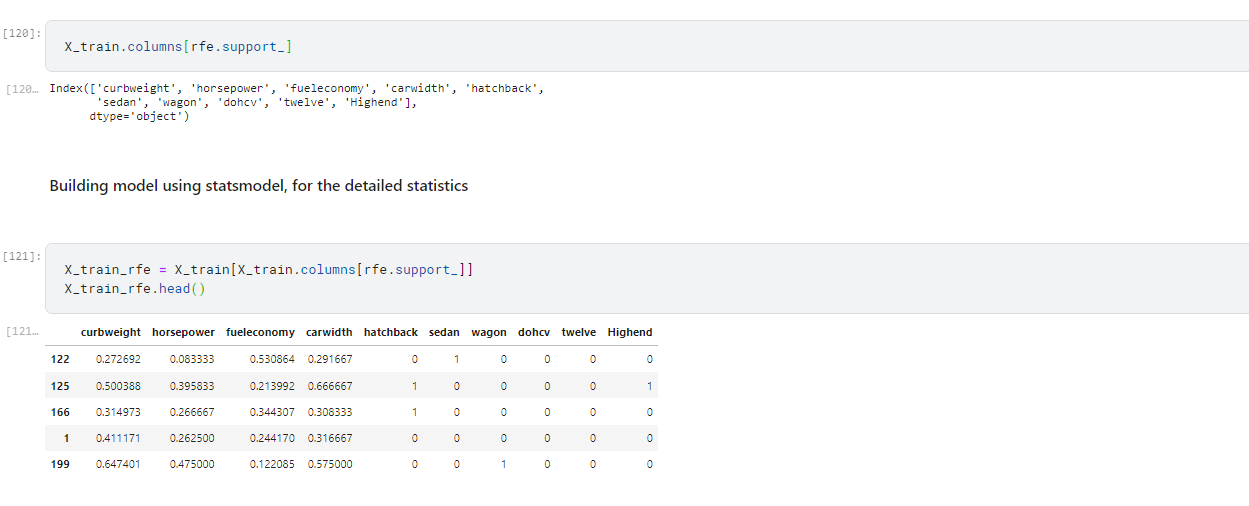 [120]:
X_train.columns[rfe.support_]
[120…
Index(['curbweight', 'horsepower', 'fueleconomy', 'carwidth', 'hatchback',
'sedan', 'wagon', 'dohcv', 'twelve', 'Highend'],
dtype='object')
Building model using statsmodel, for the detailed statistics
[121]:
X_train_rfe = X_train[X_train.columns[rfe.support_]]
X_train_rfe.head()
[121…
curbweight horsepower fueleconomy carwidth hatchback sedan wagon dohcv twelve Highend
122 0.272692 0.083333 0.530864 0.291667 0 1 0 0 0 0
125 0.500388 0.395833 0.213992 0.666667 1 0 0 0 0 1
166 0.314973 0.266667 0.344307 0.308333 1 0 0 0 0 0
1 0.411171 0.262500 0.244170 0.316667 0 0 0 0 0 0
199 0.647401 0.475000 0.122085 0.575000 0 0 1 0 0 0